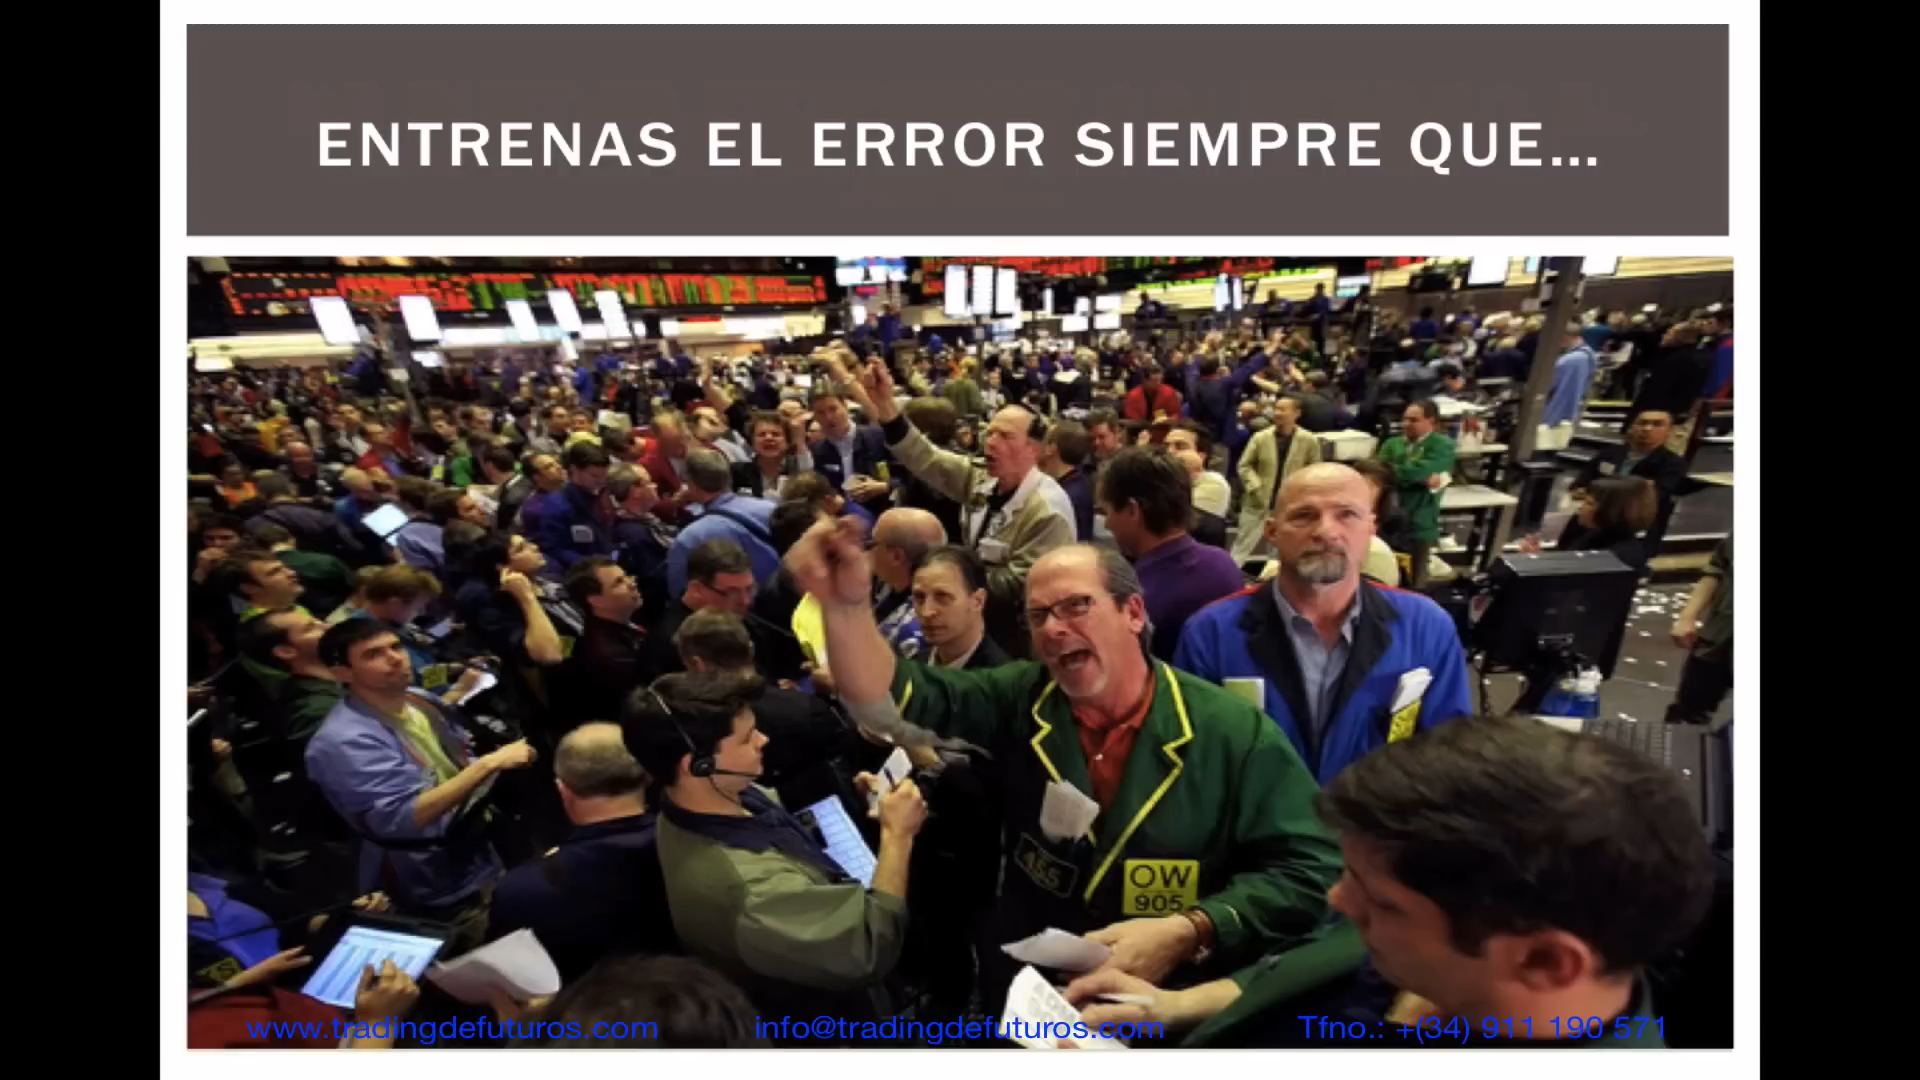 ENTRENAS EL ERROR SIEMPRE QUE...
455
OW
905
www.tradingdefuturos.com info@tradingdefuturos.com Tfno.: +(34) 911 190 571